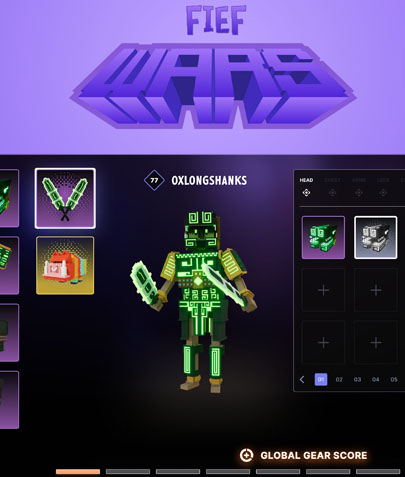 FIEF
WARS
77 OXLONGSHANKS
HEAD
01 02 03 04 05
GLOBAL GEAR SCORE